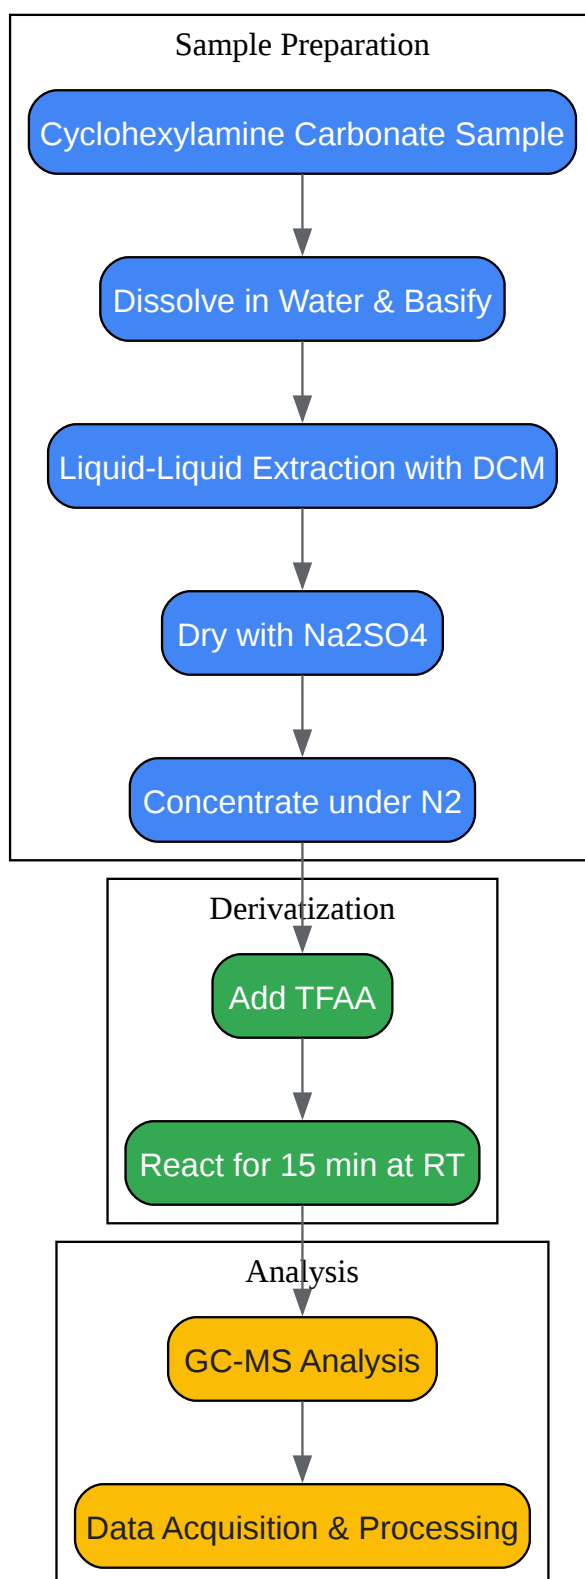 Sample Preparation
Cyclohexylamine Carbonate Sample
Dissolve in Water & Basify
Liquid-Liquid Extraction with DCM
Dry with Na2SO4
Concentrate under N2
Derivatization
Add TFAA
React for 15 min at RT
Analysis
GC-MS Analysis
Data Acquisition & Processing